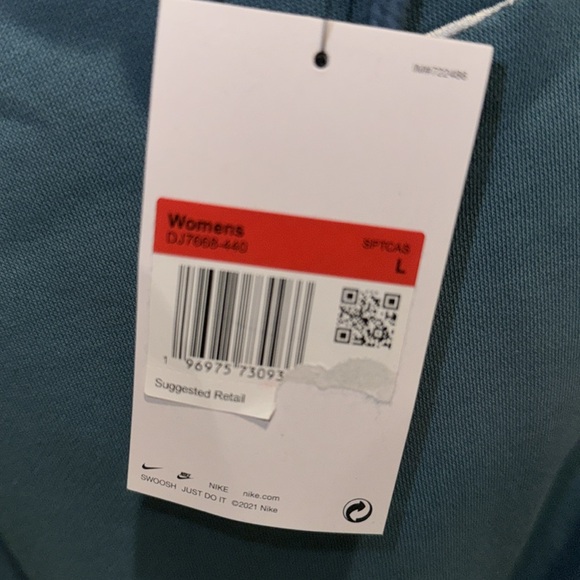 Womens
DJ7668-440
SPTCAS
L
1 96975 73093
Suggested Retail
NIKE nike.com
SWOOSH JUST DO IT ©2021 Nike